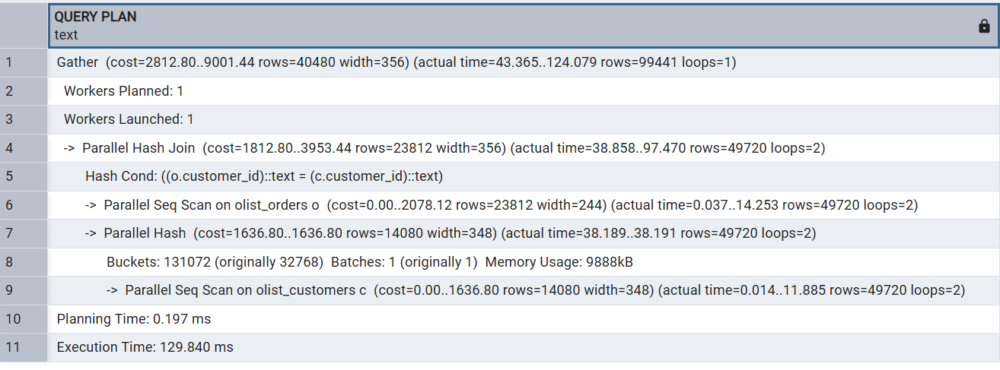 QUERY PLAN
text
1 Gather (cost=2812.80..9001.44 rows=40480 width=356) (actual time=43.365..124.079 rows=99441 loops=1)
2 Workers Planned: 1
3 Workers Launched: 1
4 -> Parallel Hash Join (cost=1812.80..3953.44 rows=23812 width=356) (actual time=38.858..97.470 rows=49720 loops=2)
5 Hash Cond: ((o.customer_id)::text = (c.customer_id)::text)
6 -> Parallel Seq Scan on olist_orders o (cost=0.00..2078.12 rows=23812 width=244) (actual time=0.037..14.253 rows=49720 loops=2)
7 -> Parallel Hash (cost=1636.80..1636.80 rows=14080 width=348) (actual time=38.189..38.191 rows=49720 loops=2)
8 Buckets: 131072 (originally 32768) Batches: 1 (originally 1) Memory Usage: 9888kB
9 -> Parallel Seq Scan on olist_customers c (cost=0.00..1636.80 rows=14080 width=348) (actual time=0.014..11.885 rows=49720 loops=2)
10 Planning Time: 0.197 ms
11 Execution Time: 129.840 ms